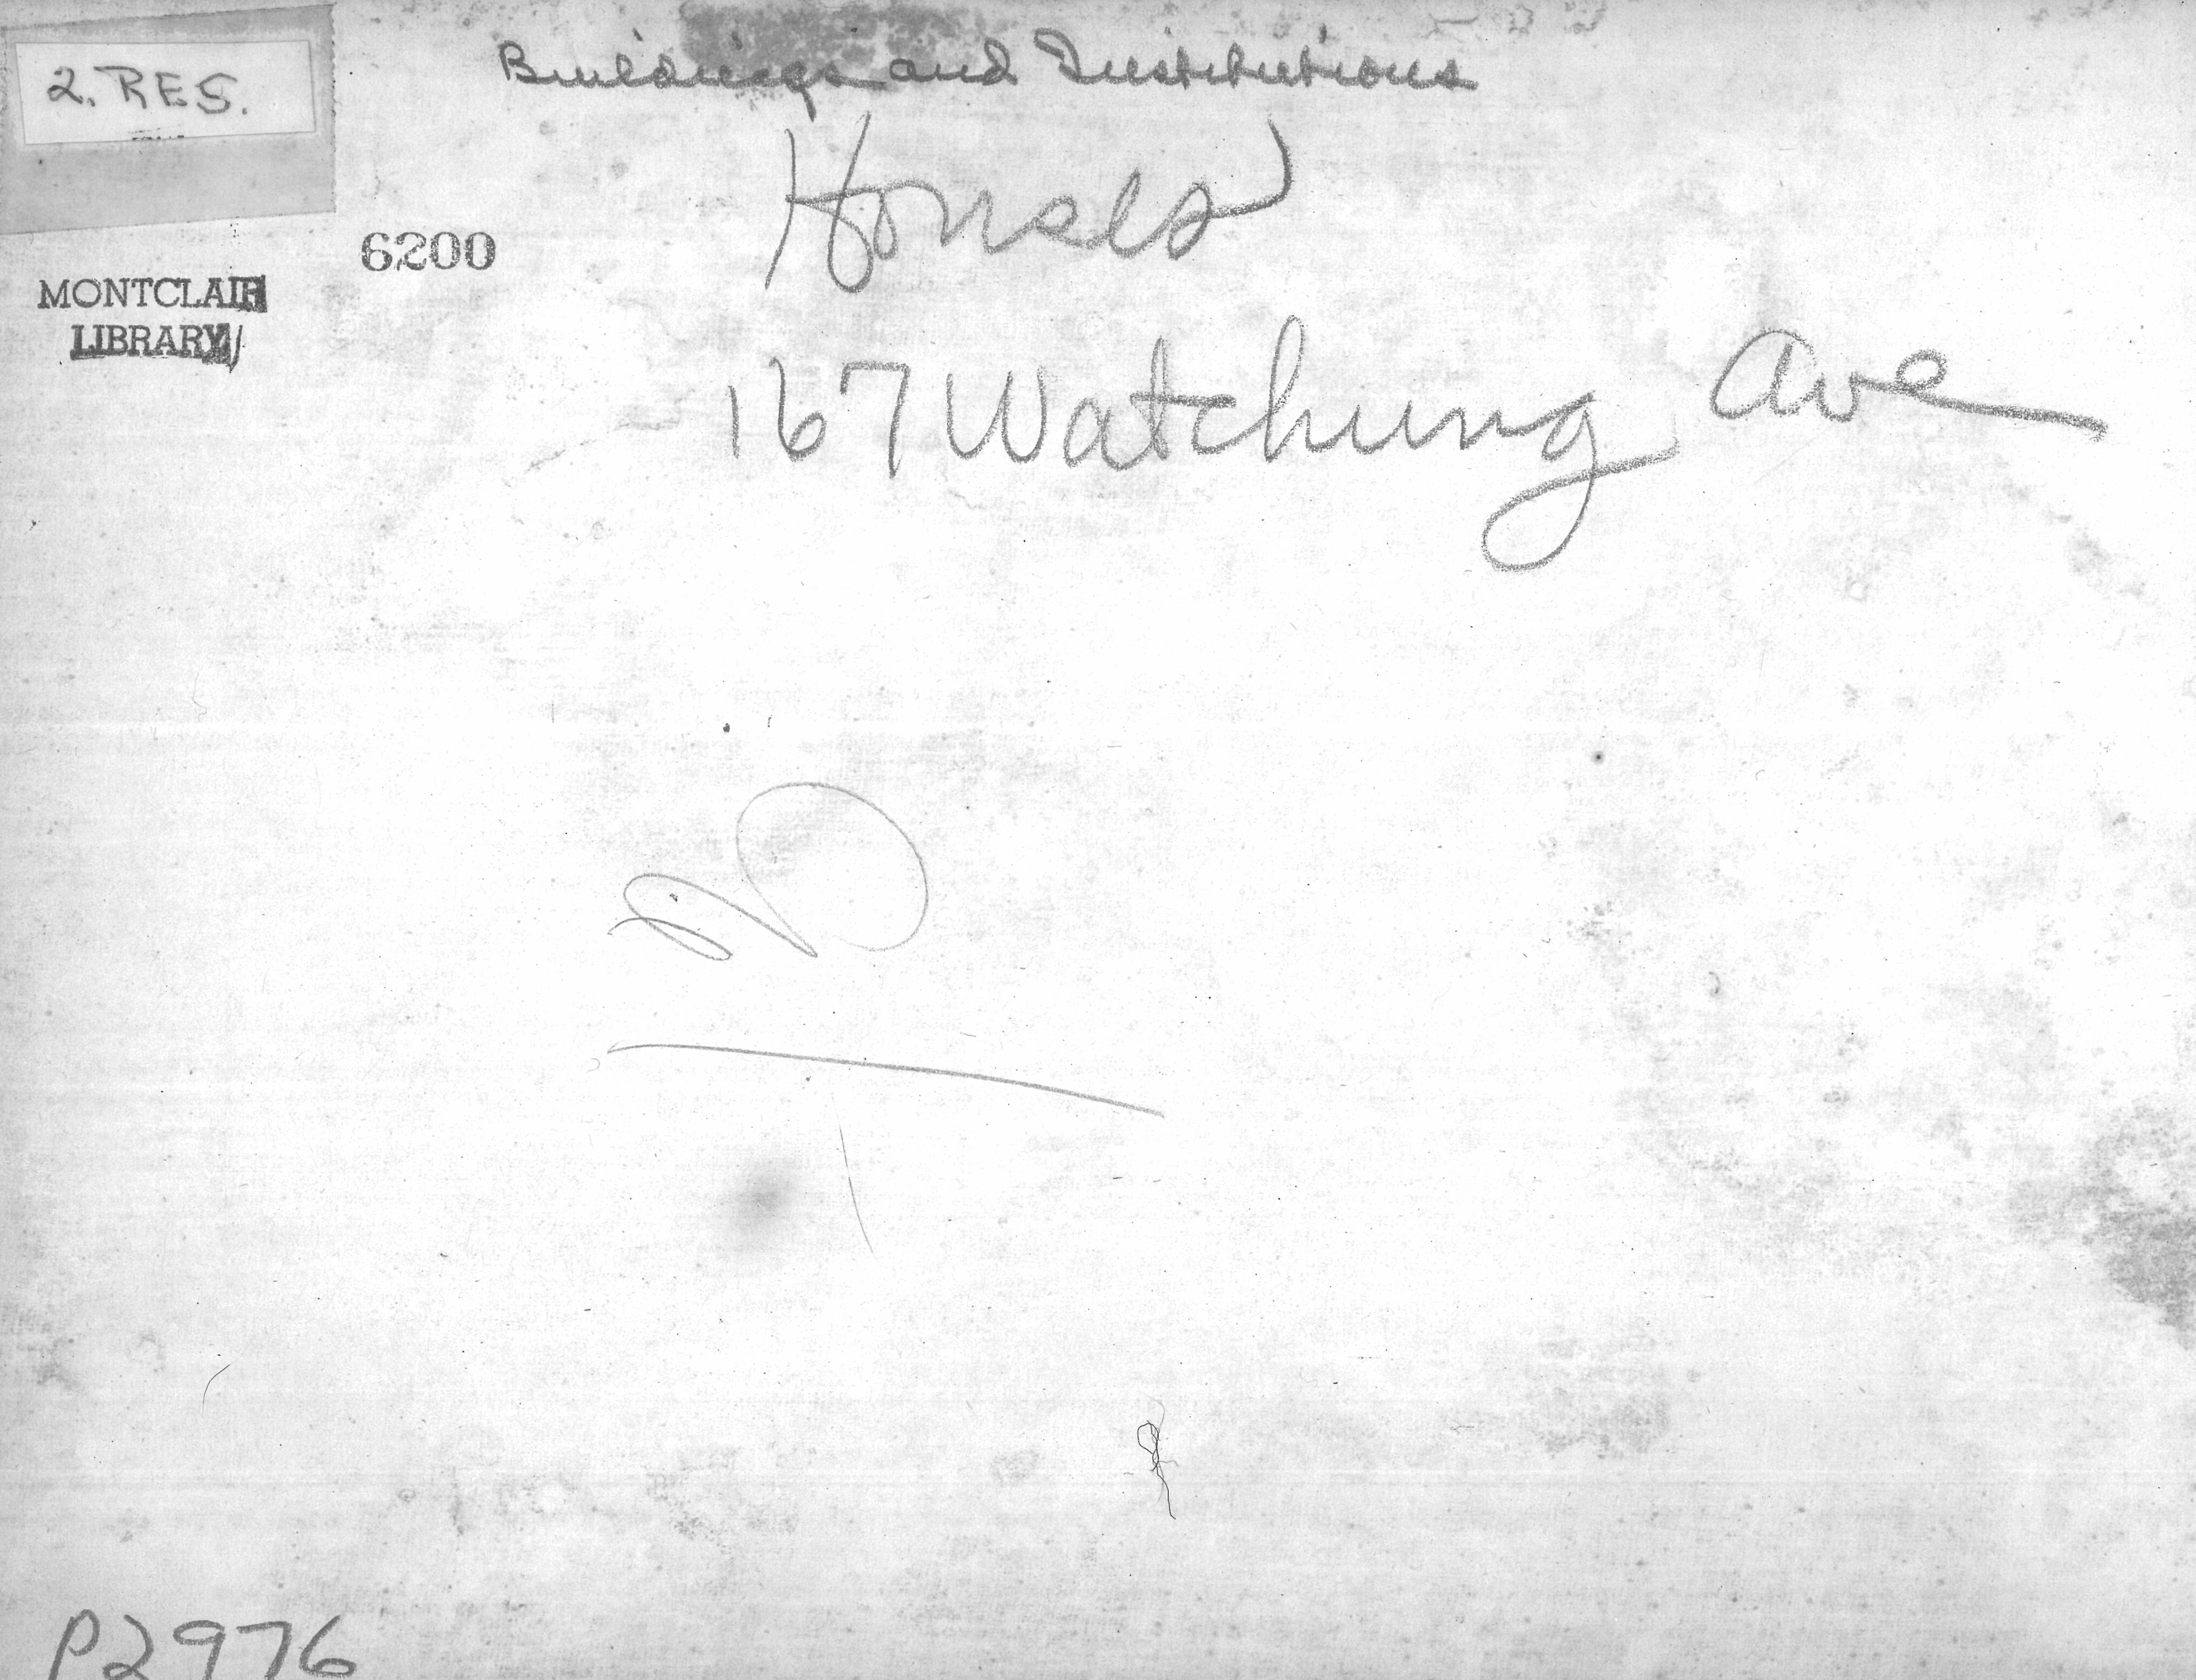 2. RES.
Buildings and Institutions
Houses
6200
MONTCLAIR
LIBRARY
167 Watchung Ave
P2976